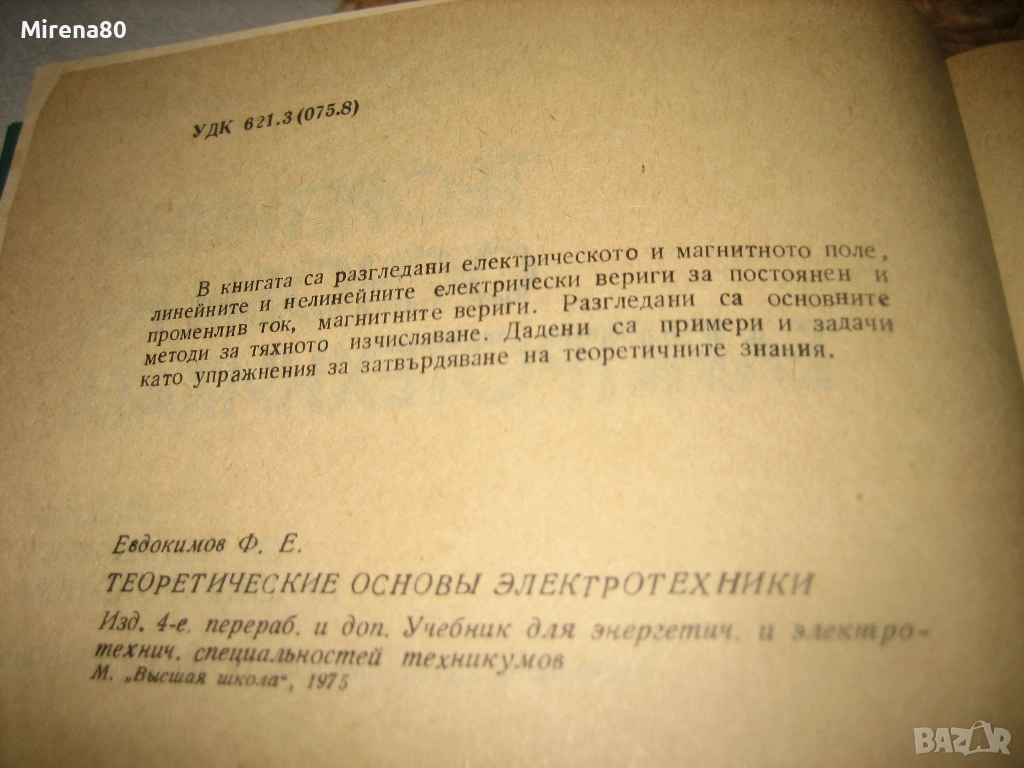 Mirena80
УДК 621.3(075.8)
В книгата са разгледани електрическото и магнитното поле,
линейните и нелинейните електрически вериги за постоянен и
променлив ток, магнитните вериги. Разгледани са основните
методи за тяхното изчисляване. Дадени са примери и задачи
като упражнения за затвърдяване на теоретичните знания.
Евдокимов Ф. Е.
ТЕОРЕТИЧЕСКИЕ ОСНОВЫ ЭЛЕКТРОТЕХНИКИ
Изд. 4-е, перераб. и доп. Учебник для энергетич. и электро-
технич. специальностей техникумов
М. „Высшая школа", 1975
BAZAR